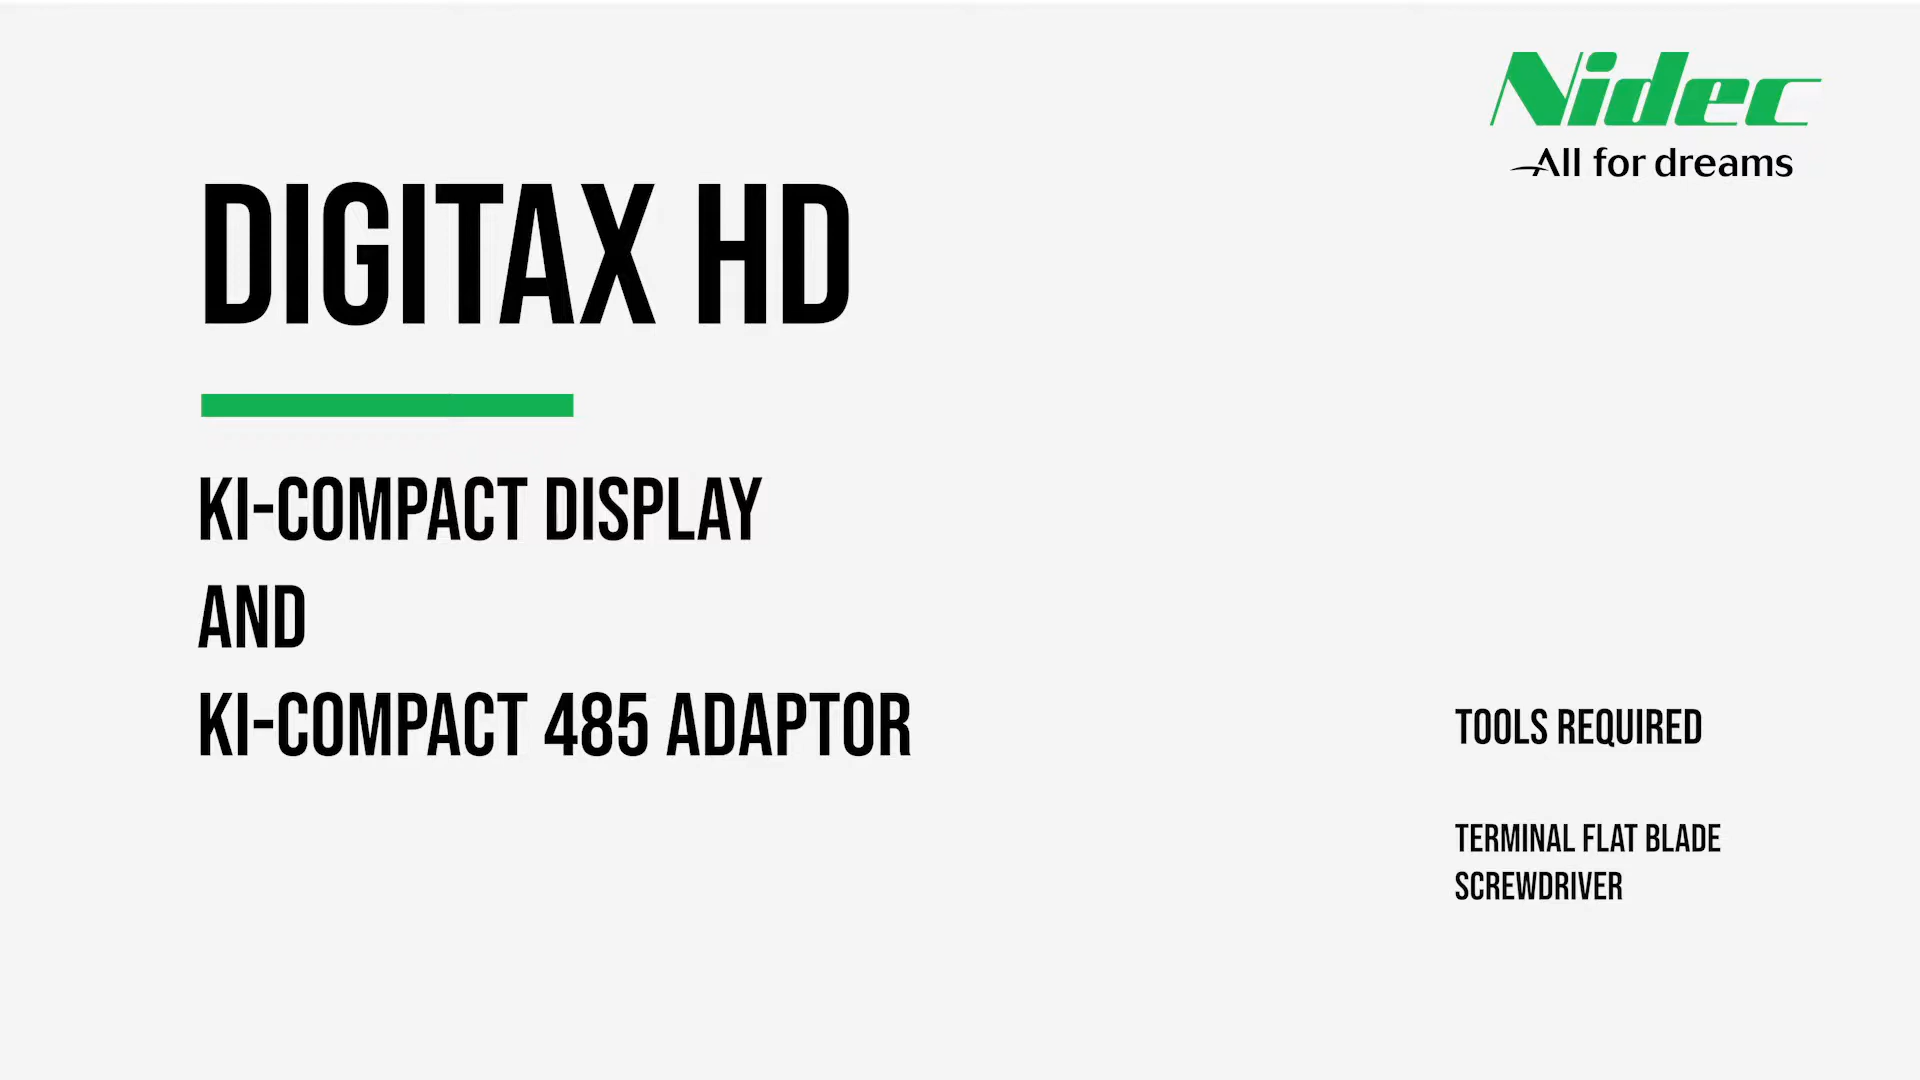 Nidec
All for dreams
DIGITAX HD
KI-COMPACT DISPLAY
AND
KI-COMPACT 485 ADAPTOR
TOOLS REQUIRED
TERMINAL FLAT BLADE
SCREWDRIVER